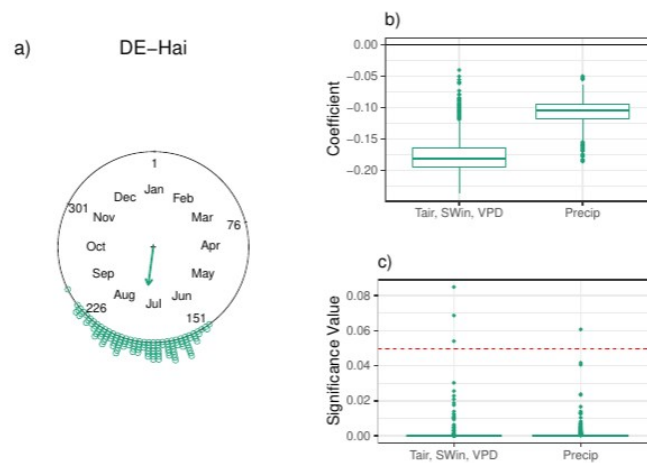 a)
DE−Hai
1
Jan
Feb
Mar
76
Apr
May
Jun
151
Jul
Aug
226
Sep
Oct
Nov
301
Dec
b)
Coefficient
0.00
−0.05
−0.10
−0.15
−0.20
Tair, SWin, VPD
Precip
c)
Significance Value
0.08
0.06
0.04
0.02
0.00
Tair, SWin, VPD
Precip